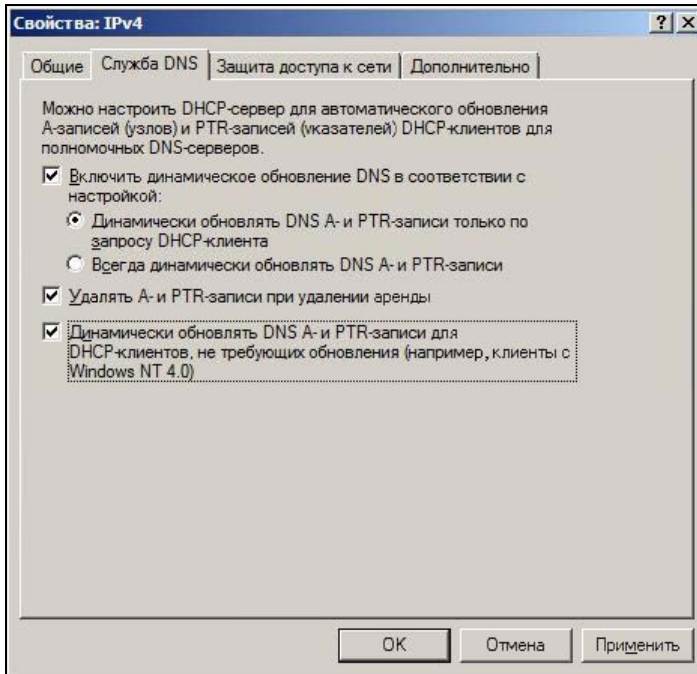 Свойства: IPv4
Общие Служба DNS Защита доступа к сети Дополнительно
Можно настроить DHCP-сервер для автоматического обновления
A-записей (узлов) и PTR-записей (указателей) DHCP-клиентов для
полномочных DNS-серверов.
Включить динамическое обновление DNS в соответствии с
настройкой:
Динамически обновлять DNS A- и PTR-записи только по
запросу DHCP-клиента
Всегда динамически обновлять DNS A- и PTR-записи
Удалять A- и PTR-записи при удалении аренды
Динамически обновлять DNS A- и PTR-записи для
DHCP-клиентов, не требующих обновления (например, клиенты с
Windows NT 4.0)
OK Отмена Применить